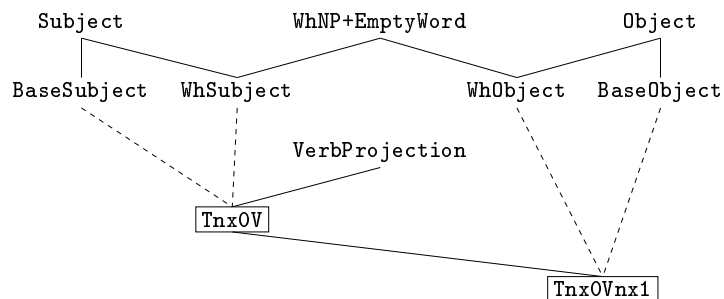 Subject WhNP+EmptyWord Object
BaseSubject WhSubject WhObject BaseObject
VerbProjection
Tnx0V
Tnx0Vnx1